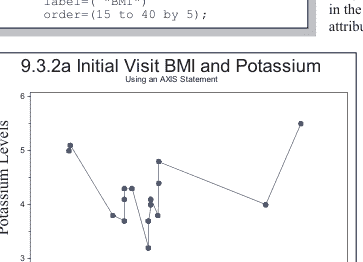 label=( "BMI")
order=(15 to 40 by 5);
in the
attribu
9.3.2a Initial Visit BMI and Potassium
Using an AXIS Statement
Potassium Levels
6
5
4
3